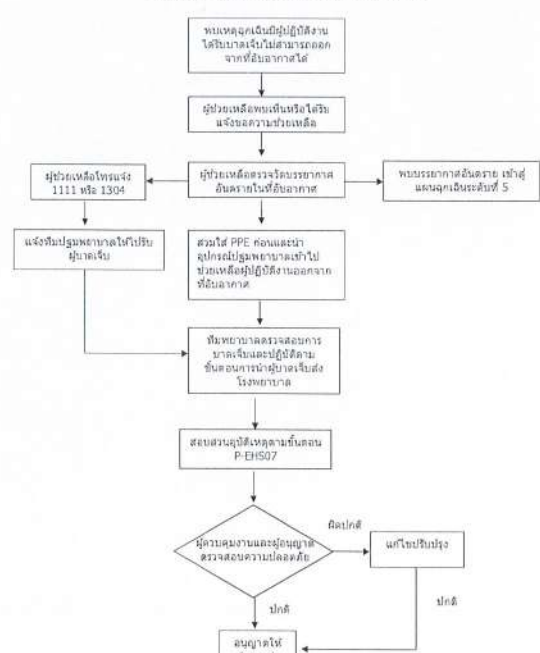 พบเหตุฉุกเฉินมีผู้ปฏิบัติงาน
ได้รับบาดเจ็บไม่สามารถออก
จากที่อับอากาศได้
ผู้ช่วยเหลือพบเห็นหรือได้รับ
แจ้งขอความช่วยเหลือ
ผู้ช่วยเหลือโทรแจ้ง
1111 หรือ 1304
ผู้ช่วยเหลือตรวจวัดบรรยากาศ
อันตรายในที่อับอากาศ
พบบรรยากาศอันตราย เข้าสู่
แผนฉุกเฉินระดับที่ 5
แจ้งทีมปฐมพยาบาลให้ไปรับ
ผู้บาดเจ็บ
สวมใส่ PPE ก่อนและนำ
อุปกรณ์ปฐมพยาบาลเข้าไป
ช่วยเหลือผู้ปฏิบัติงานออกจาก
ที่อับอากาศ
ทีมพยาบาลตรวจสอบการ
บาดเจ็บและปฏิบัติตาม
ขั้นตอนการนำผู้บาดเจ็บส่ง
โรงพยาบาล
สอบสวนอุบัติเหตุตามขั้นตอน
P-EHS07
ผู้ควบคุมงานและผู้อนุญาต
ตรวจสอบความปลอดภัย
ผิดปกติ
แก้ไขปรับปรุง
ปกติ
ปกติ
อนุญาตให้